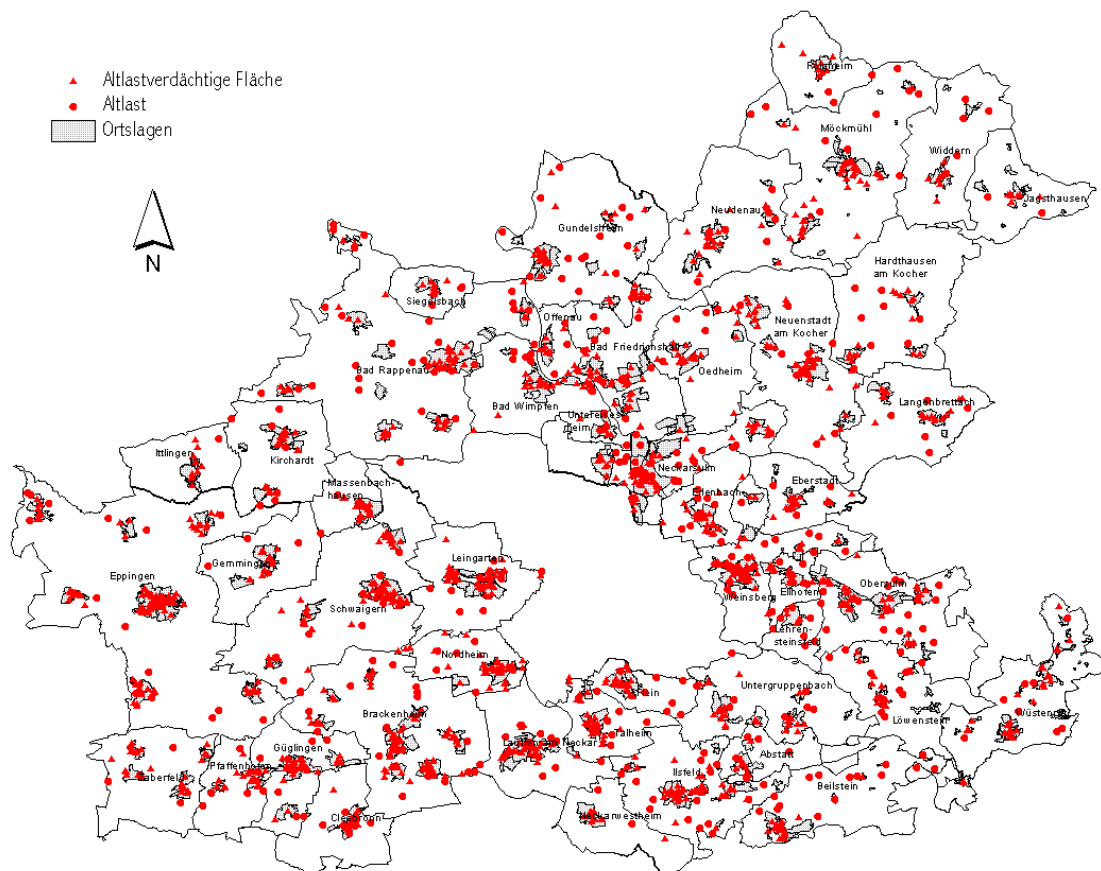 Altlastverdächtige Fläche
Altlast
Ortslagen
N
Möckmühl
Widdern
Jagsthausen
Neudenau
Gundelsheim
Hardthausen
am Kocher
Siegelsbach
Offenau
Neuenstadt
am Kocher
Bad Friedrichshall
Bad Rappenau
Oedheim
Bad Wimpfen
Langenbrettach
Ittlingen
Kirchardt
Neckarsulm
Massenbach-
hausen
Erlenbach
Eberstadt
Gemmingen
Leingarten
Eppingen
Obersulm
Ellhofen
Weinsberg
Schwaigern
Lehren-
steinsfeld
Nordheim
Flein
Untergruppenbach
Löwenstein
Brackenheim
Talheim
Güglingen
Abstatt
Pfaffenhofen
Ilsfeld
Beilstein
Cleebronn
Neckarwestheim